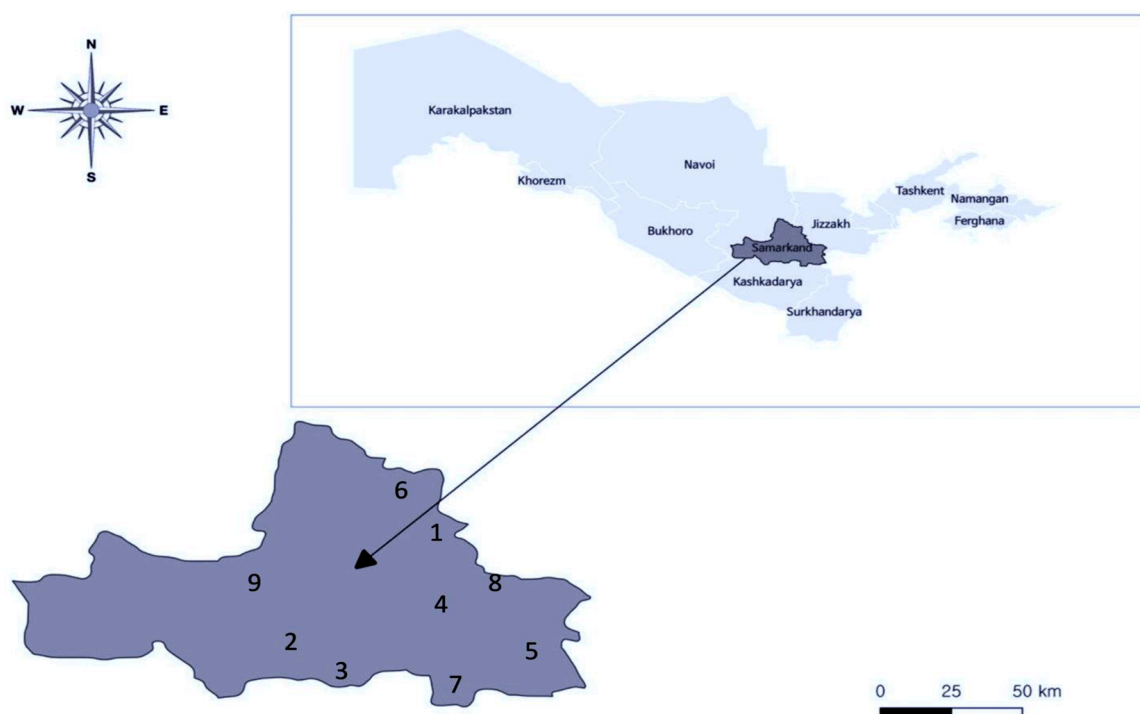 N
W E
S
Karakalpakstan
Navoi
Khorezm
Tashkent
Namangan
Ferghana
Bukhoro
Jizzakh
Samarkand
Kashkadarya
Surkhandarya
6
1
9
8
4
2
5
3
7
0 25 50 km